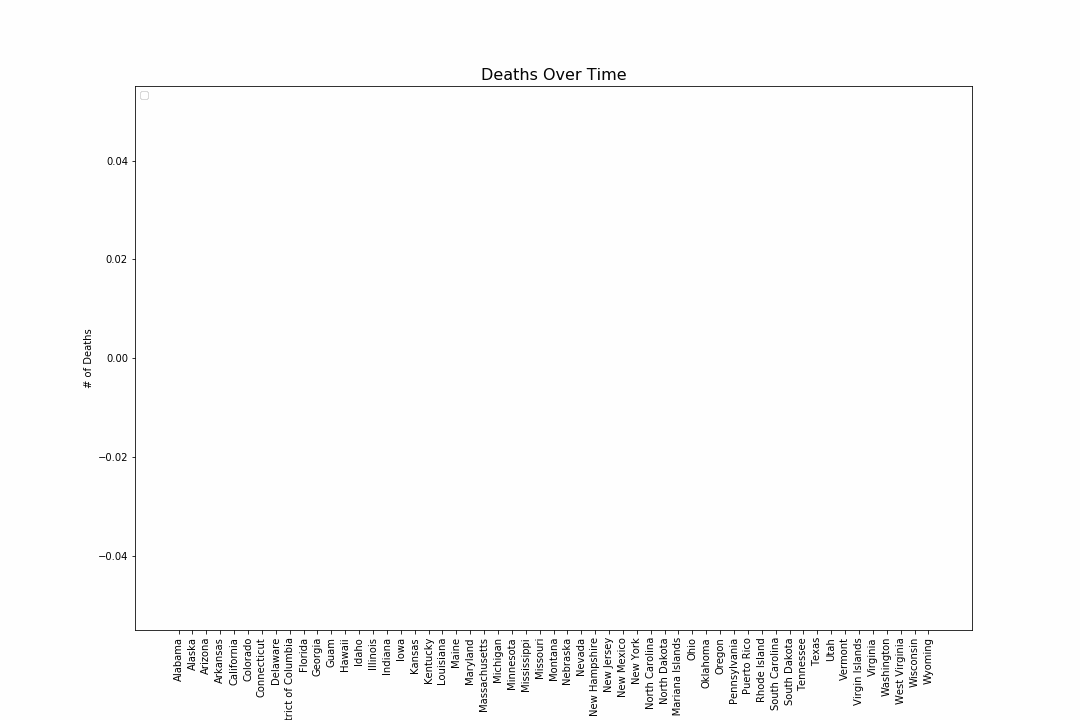 Deaths Over Time
0.04
0.02
0.00
−0.02
−0.04
# of Deaths
Alabama
Alaska
Arizona
Arkansas
California
Colorado
Connecticut
Delaware
trict of Columbia
Florida
Georgia
Guam
Hawaii
Idaho
Illinois
Indiana
Iowa
Kansas
Kentucky
Louisiana
Maine
Maryland
Massachusetts
Michigan
Minnesota
Mississippi
Missouri
Montana
Nebraska
Nevada
New Hampshire
New Jersey
New Mexico
New York
North Carolina
North Dakota
Mariana Islands
Ohio
Oklahoma
Oregon
Pennsylvania
Puerto Rico
Rhode Island
South Carolina
South Dakota
Tennessee
Texas
Utah
Vermont
Virgin Islands
Virginia
Washington
West Virginia
Wisconsin
Wyoming